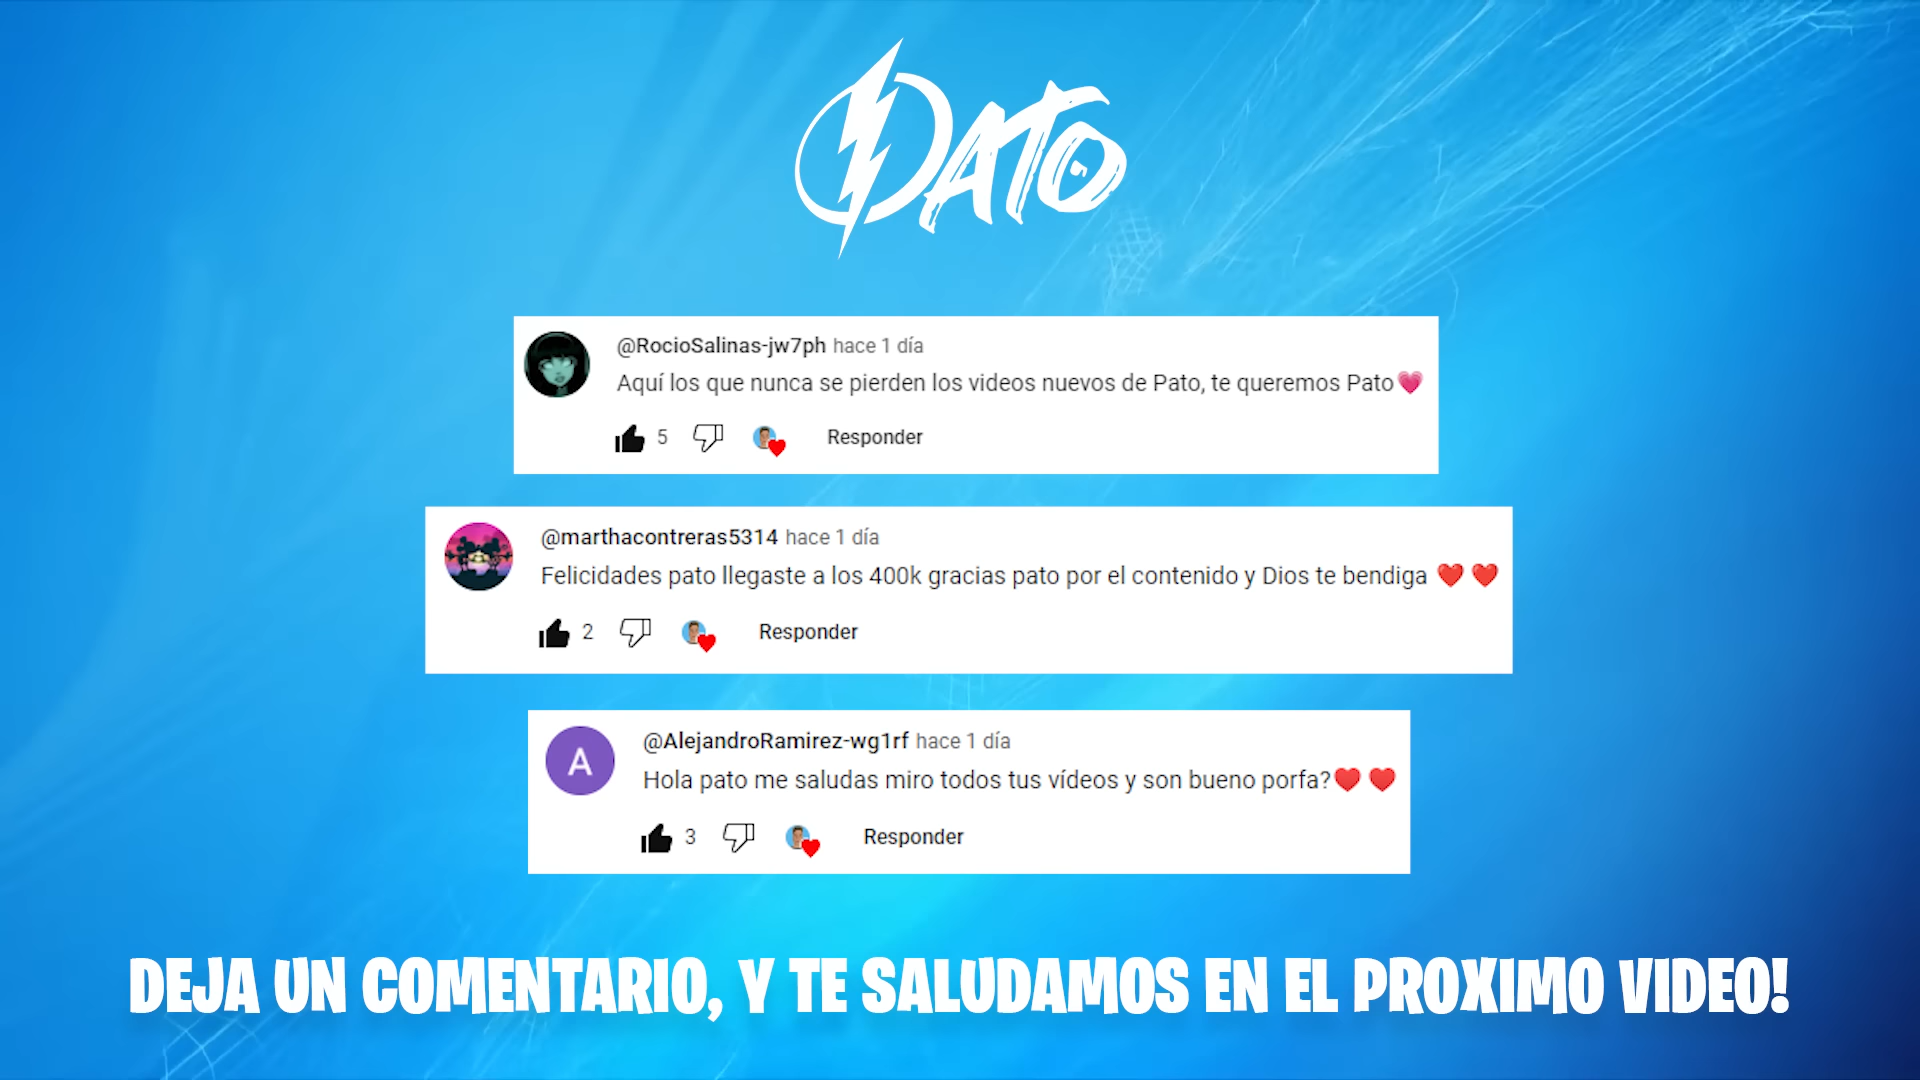 PATO
@RocioSalinas-jw7ph hace 1 día
Aquí los que nunca se pierden los videos nuevos de Pato, te queremos Pato💗
5 Responder
@marthacontreras5314 hace 1 día
Felicidades pato llegaste a los 400k gracias pato por el contenido y Dios te bendiga ❤️ ❤️
2 Responder
A
@AlejandroRamirez-wg1rf hace 1 día
Hola pato me saludas miro todos tus vídeos y son bueno porfa?❤️ ❤️
3 Responder
DEJA UN COMENTARIO, Y TE SALUDAMOS EN EL PROXIMO VIDEO!